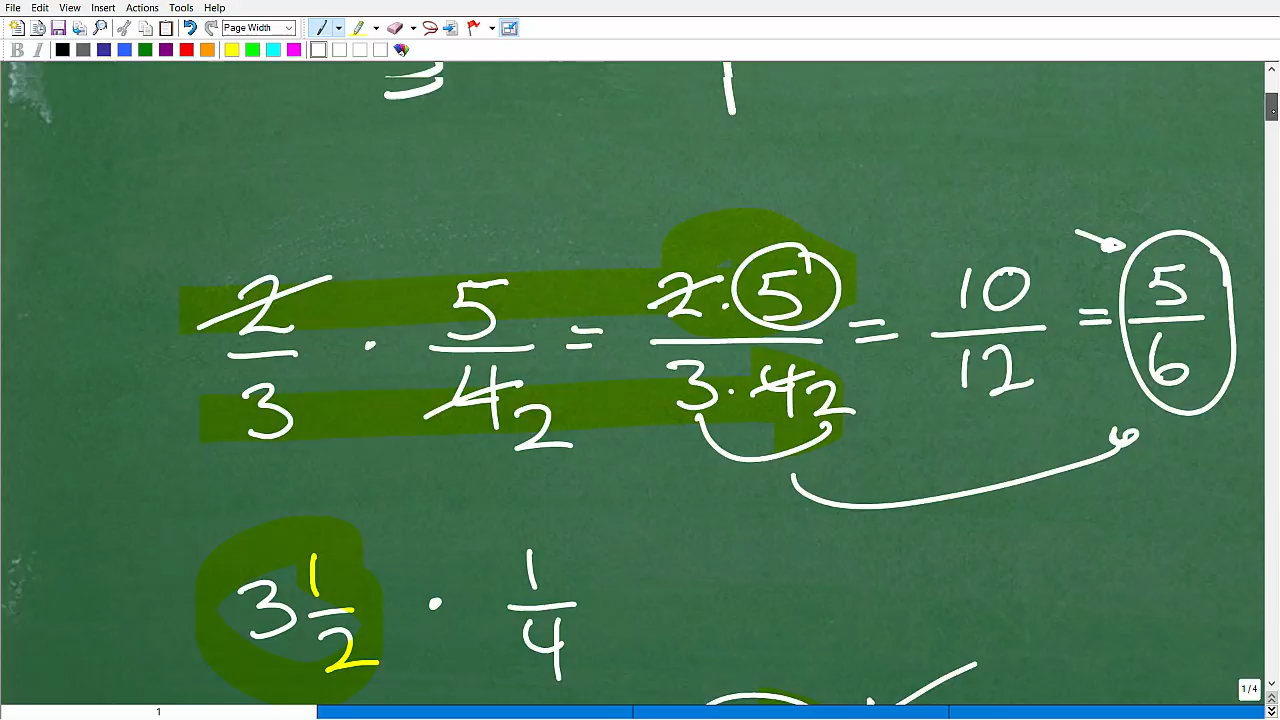 File Edit View Insert Actions Tools Help
Page Width
B I
2/3 · 5/4 2 = 2·5/3·4 2 = 10/12 = 5/6
3 1/2 · 1/4
1/4
1